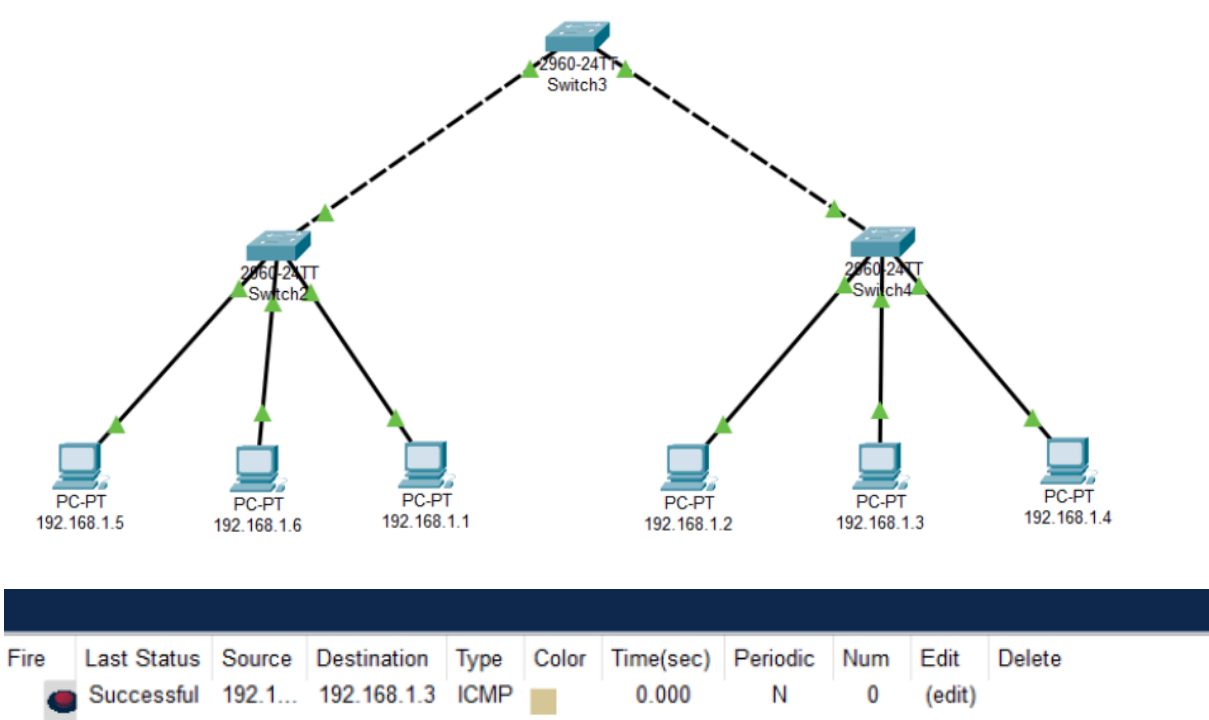 2960-24TT
Switch3
2960-24TT
Switch2
2960-24TT
Switch4
PC-PT
192.168.1.5
PC-PT
192.168.1.6
PC-PT
192.168.1.1
PC-PT
192.168.1.2
PC-PT
192.168.1.3
PC-PT
192.168.1.4
Fire Last Status Source Destination Type Color Time(sec) Periodic Num Edit Delete
Successful 192.1... 192.168.1.3 ICMP 0.000 N 0 (edit)